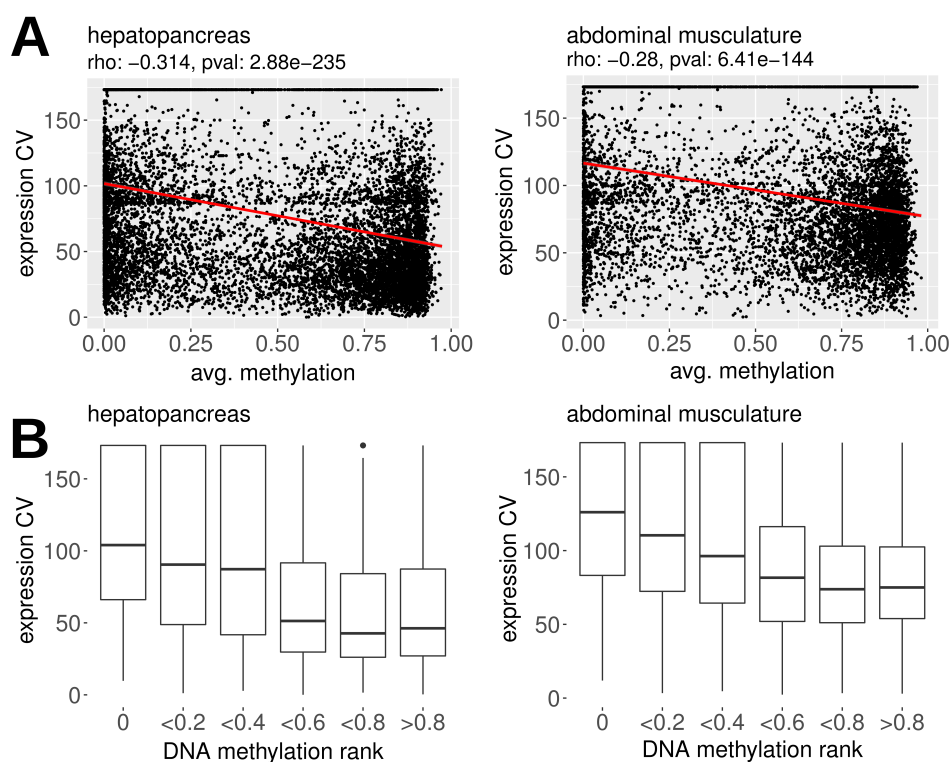 A
hepatopancreas
rho: −0.314, pval: 2.88e−235
expression CV
150
100
50
0
0.00 0.25 0.50 0.75 1.00
avg. methylation
abdominal musculature
rho: −0.28, pval: 6.41e−144
expression CV
150
100
50
0
0.00 0.25 0.50 0.75 1.00
avg. methylation
B
hepatopancreas
expression CV
150
100
50
0
0 <0.2 <0.4 <0.6 <0.8 >0.8
DNA methylation rank
abdominal musculature
expression CV
150
100
50
0
0 <0.2 <0.4 <0.6 <0.8 >0.8
DNA methylation rank